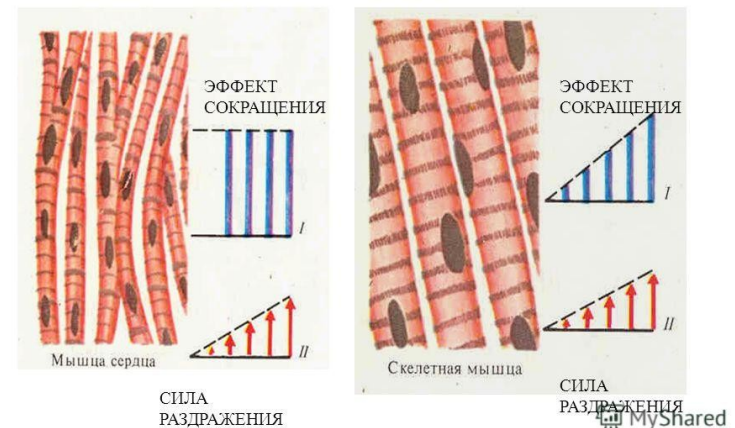 ЭФФЕКТ
СОКРАЩЕНИЯ
I
II
Мышца сердца
СИЛА
РАЗДРАЖЕНИЯ
ЭФФЕКТ
СОКРАЩЕНИЯ
I
II
Скелетная мышца
СИЛА
РАЗДРАЖЕНИЯ
MyShared